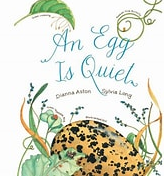 An Egg
Is Quiet
Dianna Aston
Sylvia Long